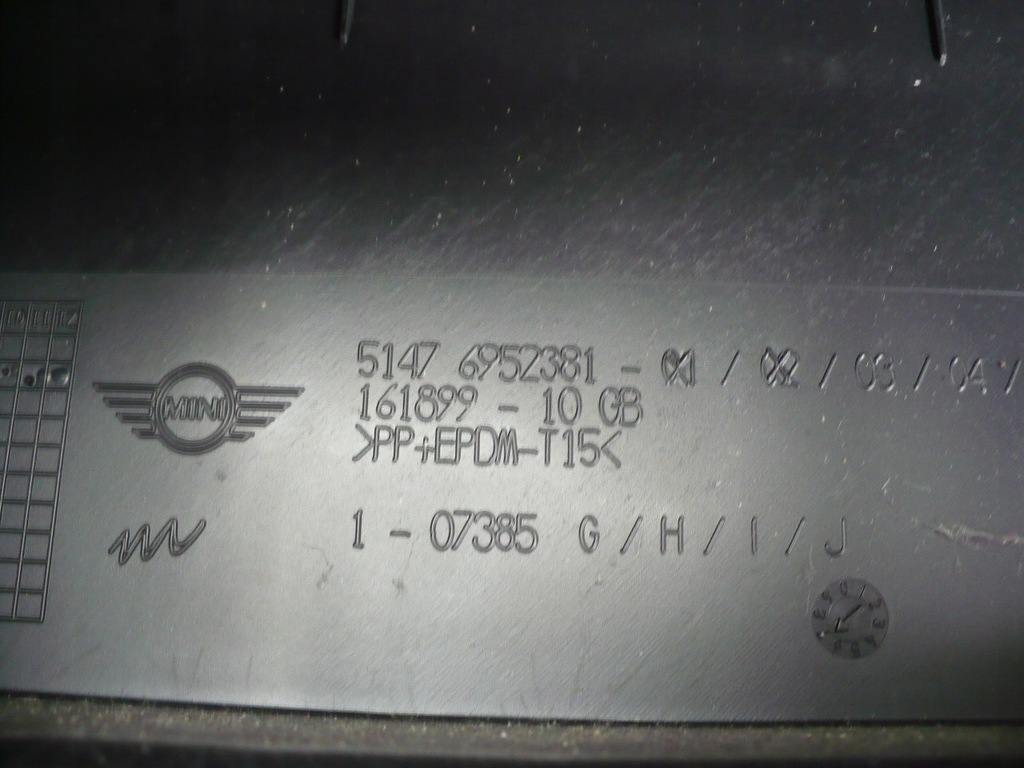 5147 6952381 - 01 / 02 / 03 / 04 /
161899 - 10 GB
>PP+EPDM-T15<
MINI
1 - 07385 G / H / I / J